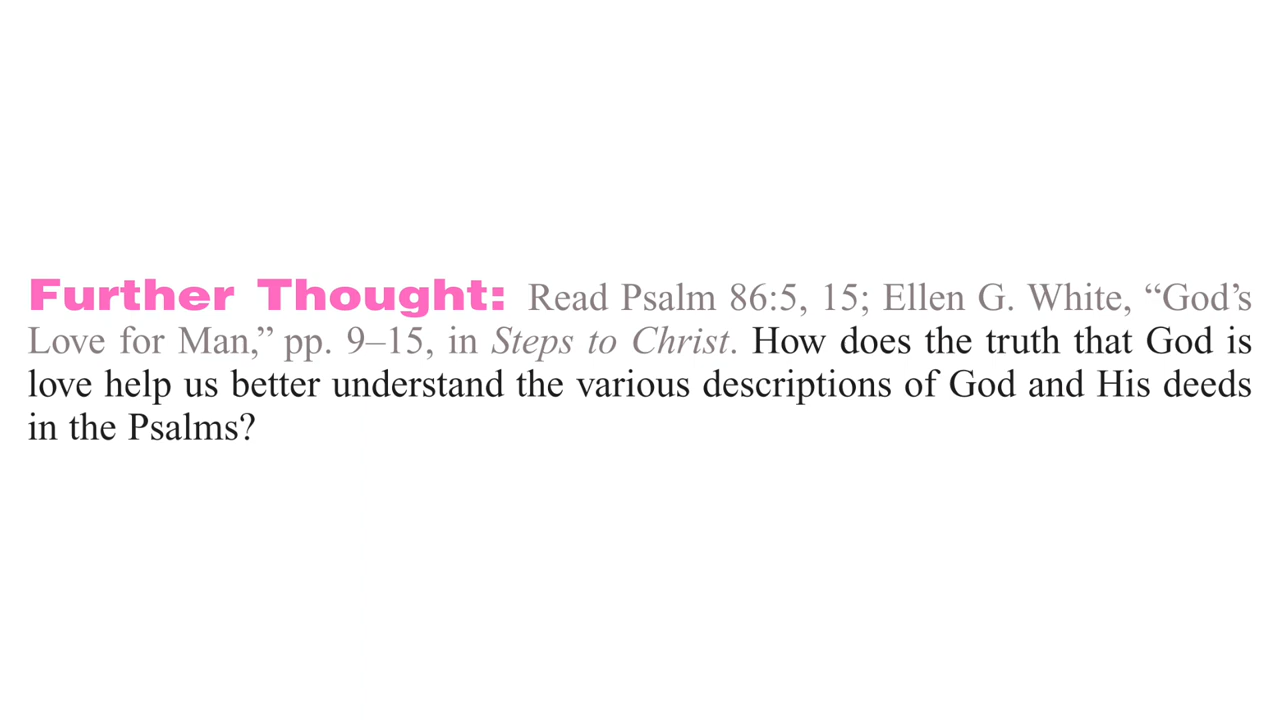 Further Thought: Read Psalm 86:5, 15; Ellen G. White, “God’s
Love for Man,” pp. 9–15, in Steps to Christ. How does the truth that God is
love help us better understand the various descriptions of God and His deeds
in the Psalms?